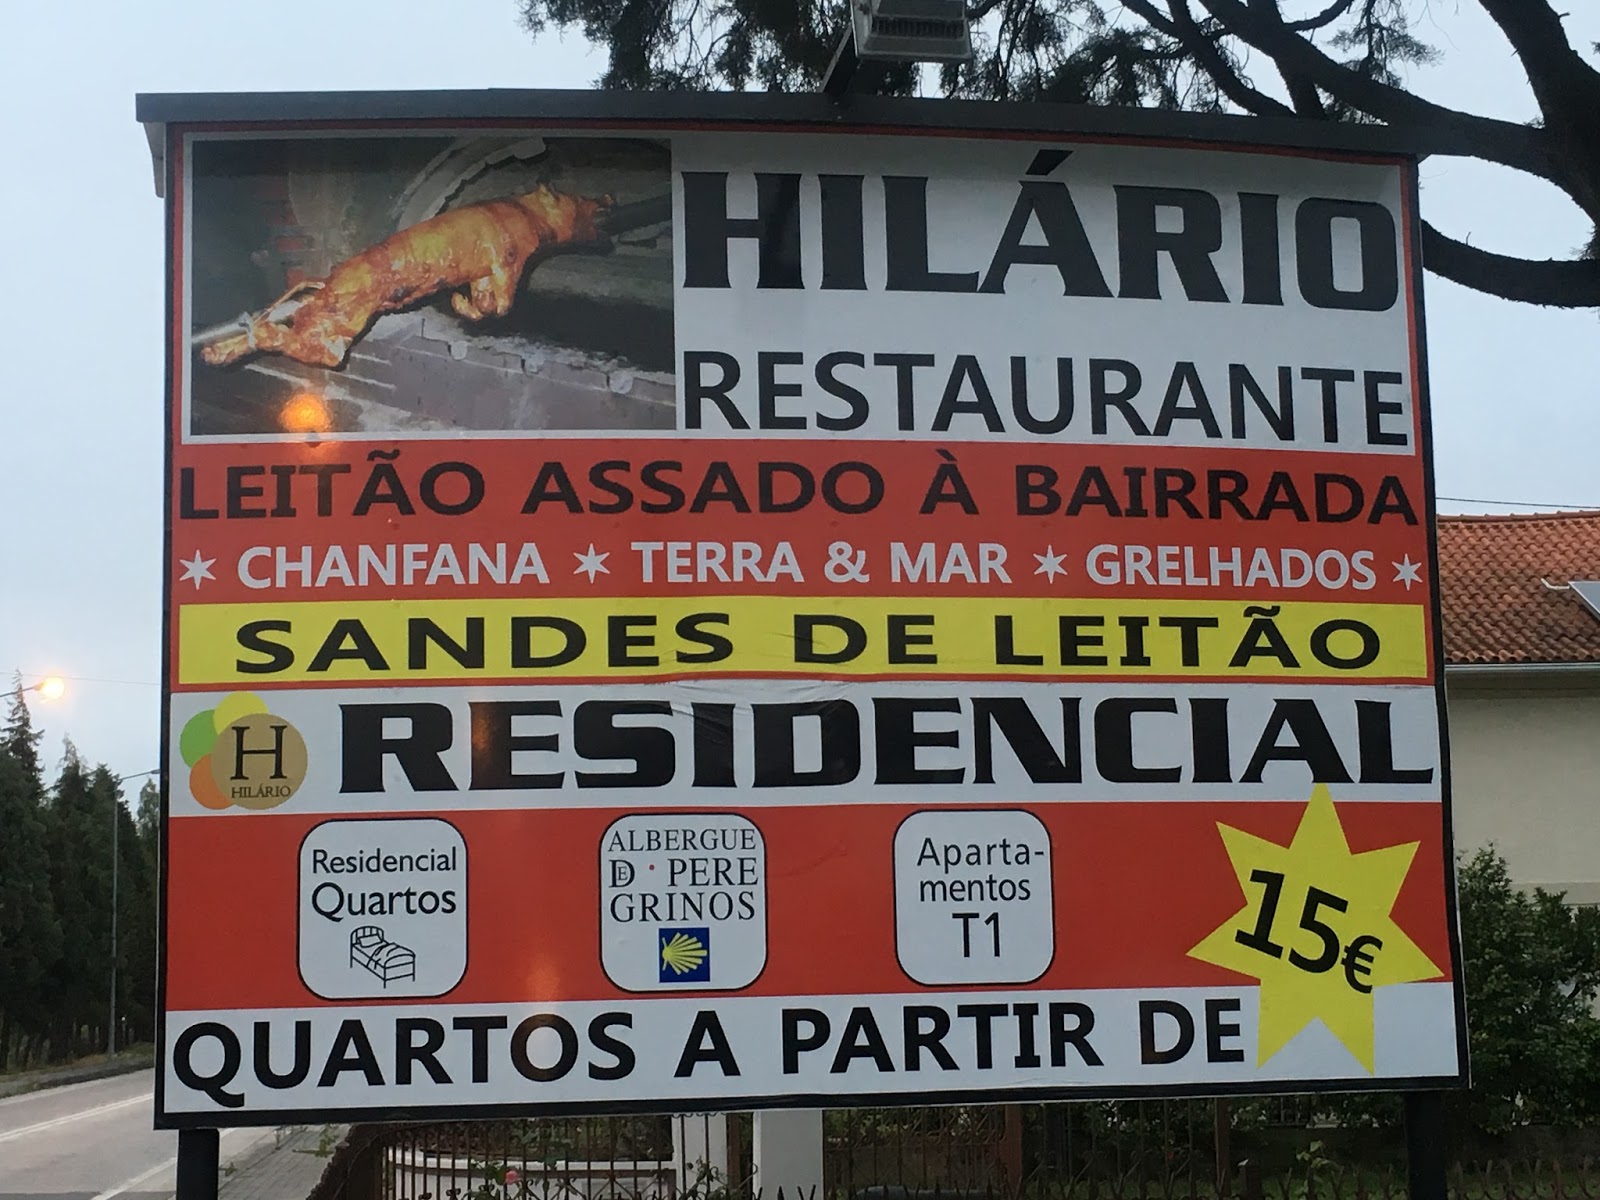 HILÁRIO
RESTAURANTE
LEITÃO ASSADO À BAIRRADA
✶ CHANFANA ✶ TERRA & MAR ✶ GRELHADOS ✶
SANDES DE LEITÃO
H
HILÁRIO
RESIDENCIAL
Residencial
Quartos
ALBERGUE
DE · PERE
GRINOS
Aparta-
mentos
T1
15€
QUARTOS A PARTIR DE